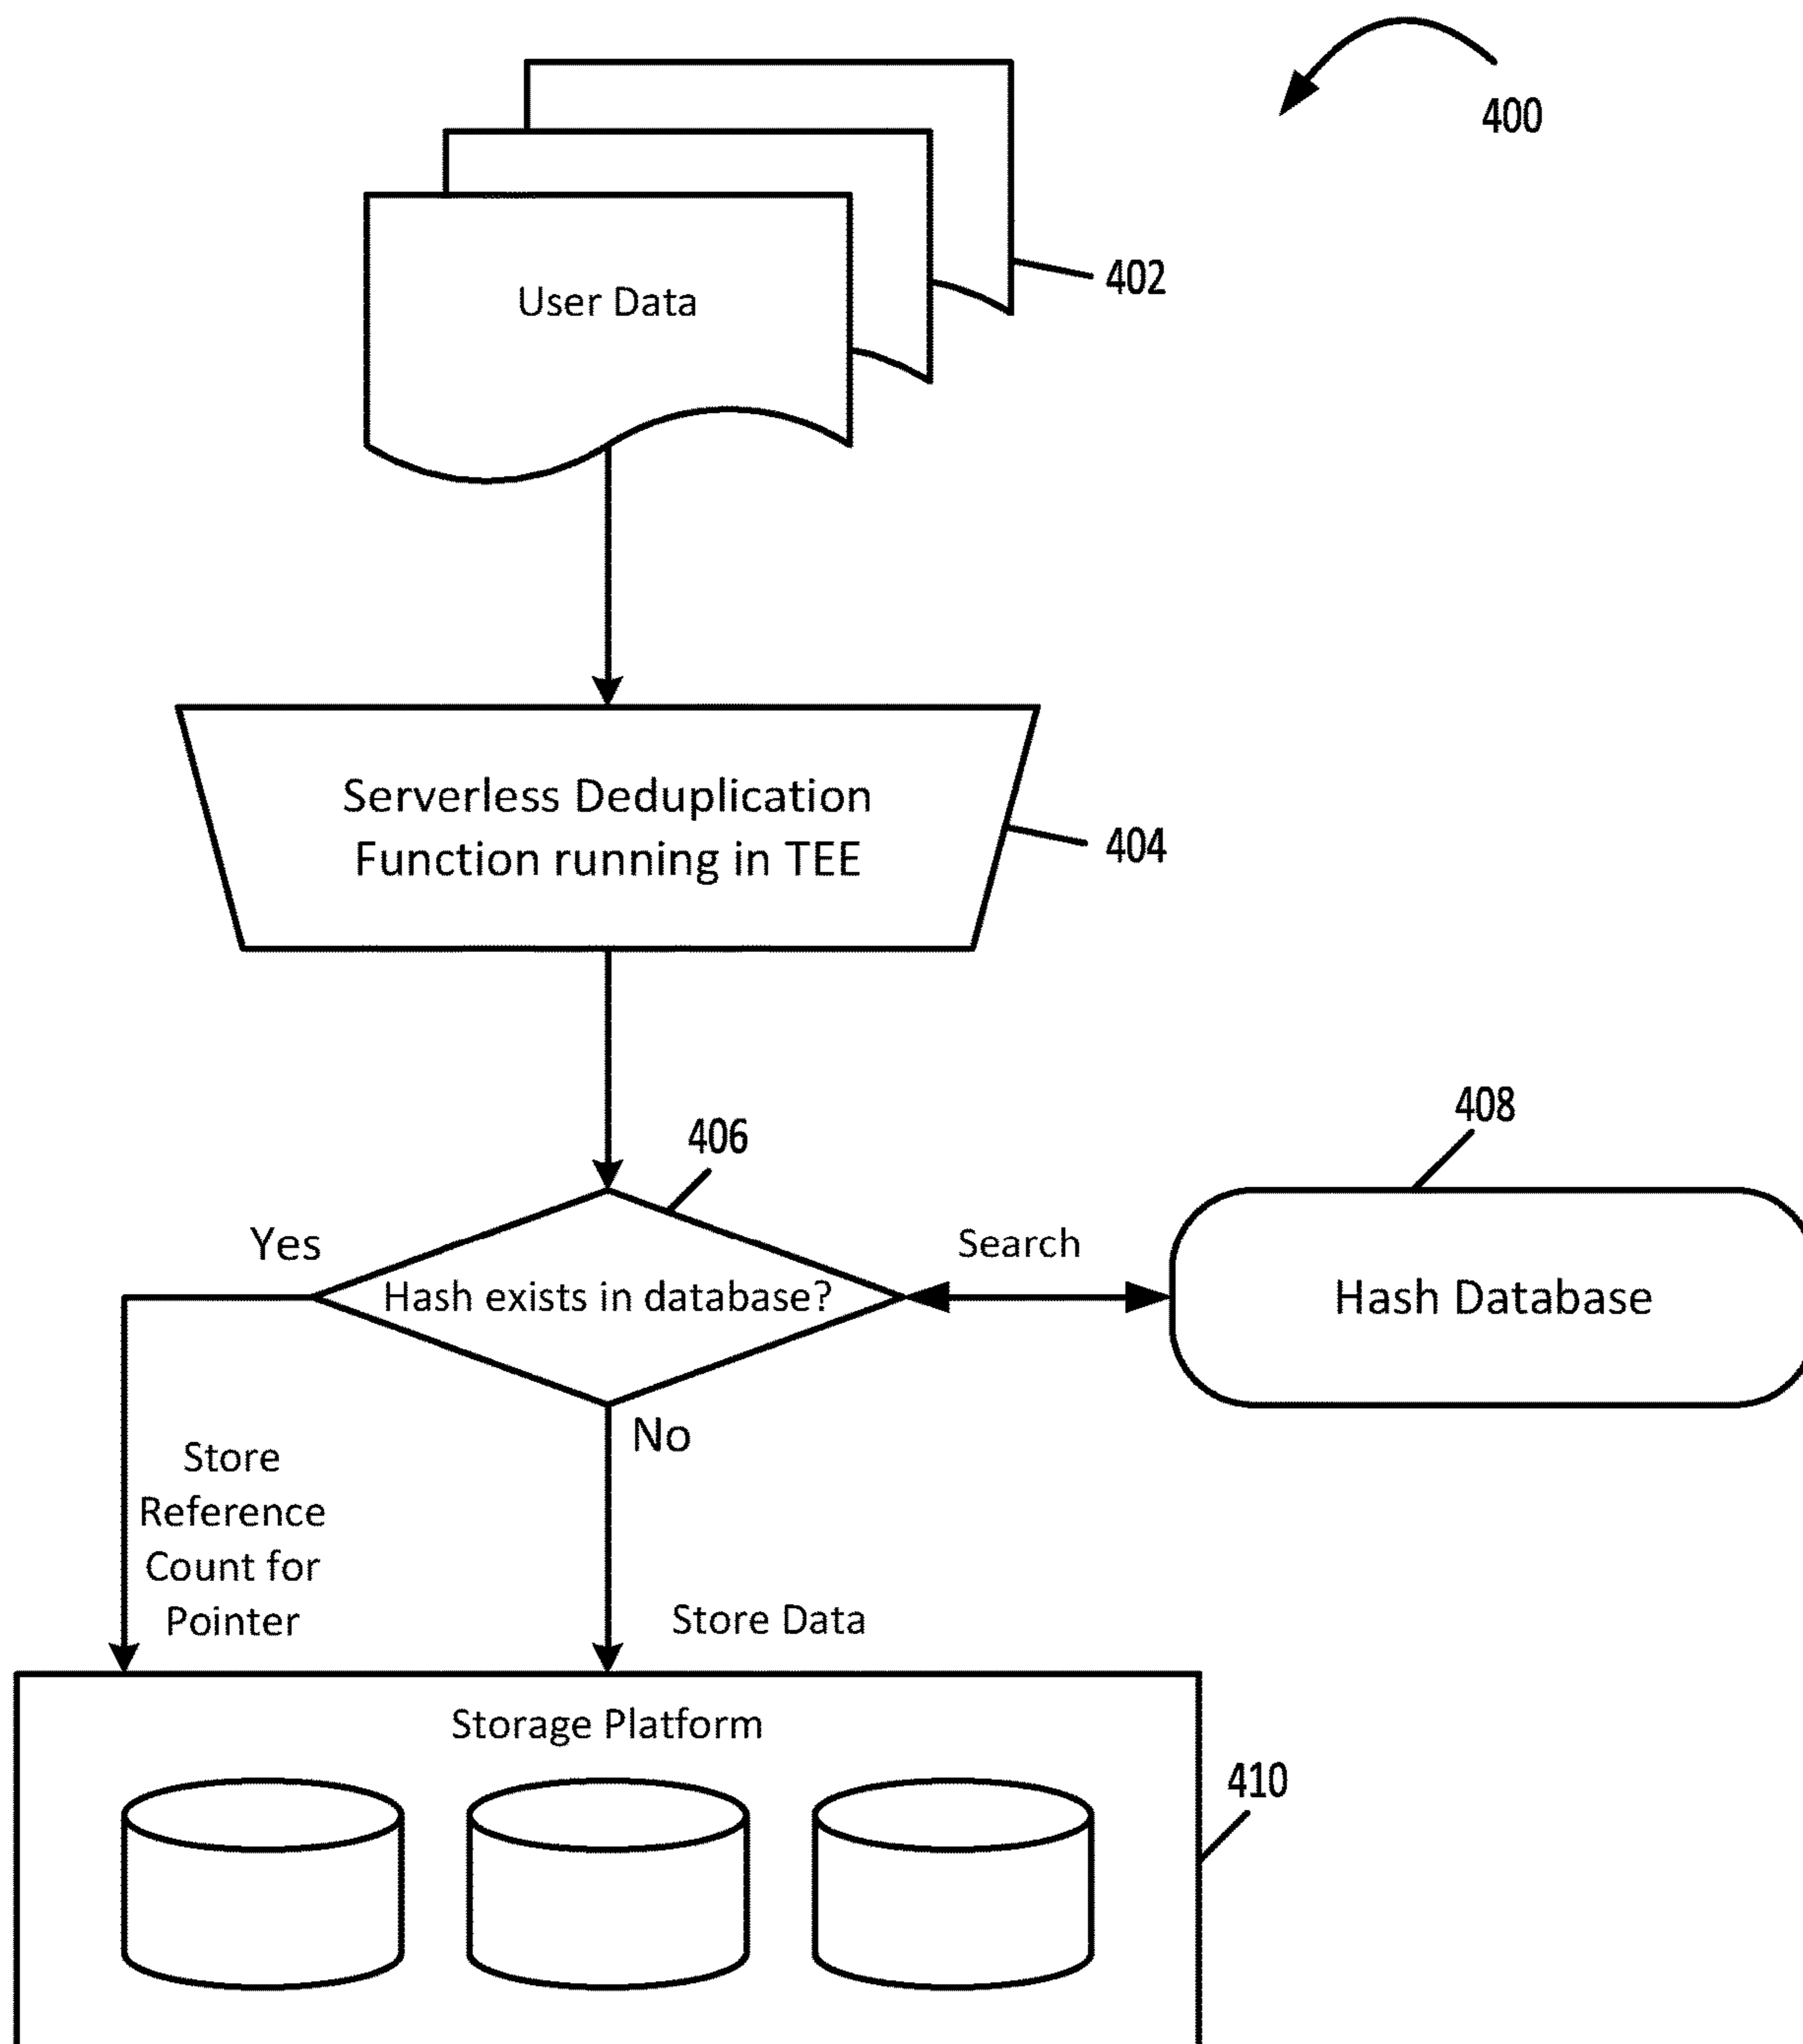 400
402
User Data
Serverless Deduplication
Function running in TEE
404
406
408
Yes
Search
Hash exists in database?
Hash Database
No
Store
Reference
Count for
Pointer
Store Data
Storage Platform
410